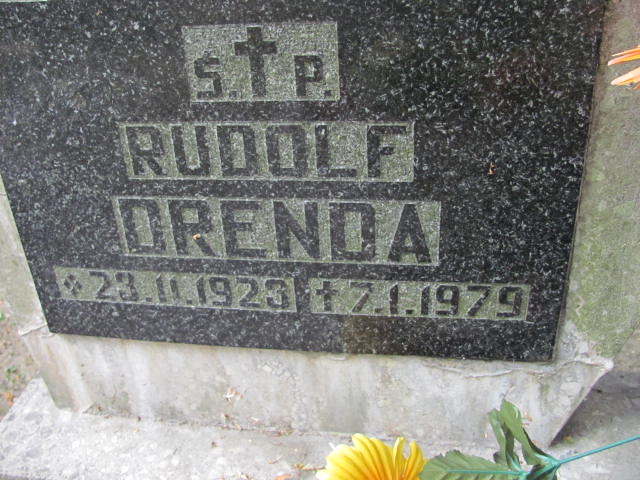 Ś. † P.
RUDOLF
ORENDA
* 23.11.1923 † 7.1.1979